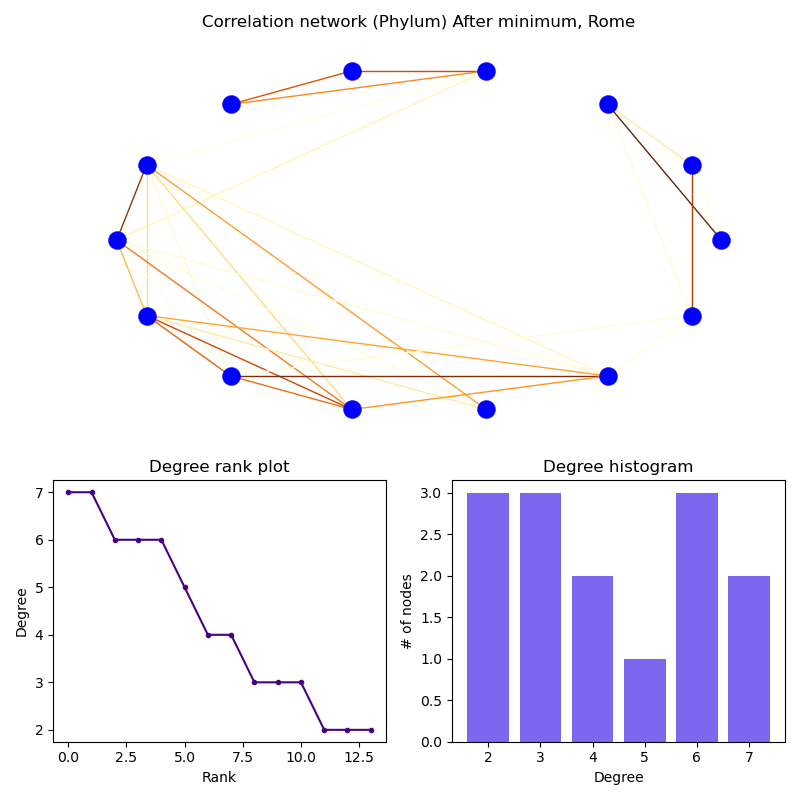 Correlation network (Phylum) After minimum, Rome
Degree rank plot
Degree histogram
7
6
5
4
3
2
Degree
0.0 2.5 5.0 7.5 10.0 12.5
Rank
3.0
2.5
2.0
1.5
1.0
0.5
0.0
# of nodes
2 3 4 5 6 7
Degree